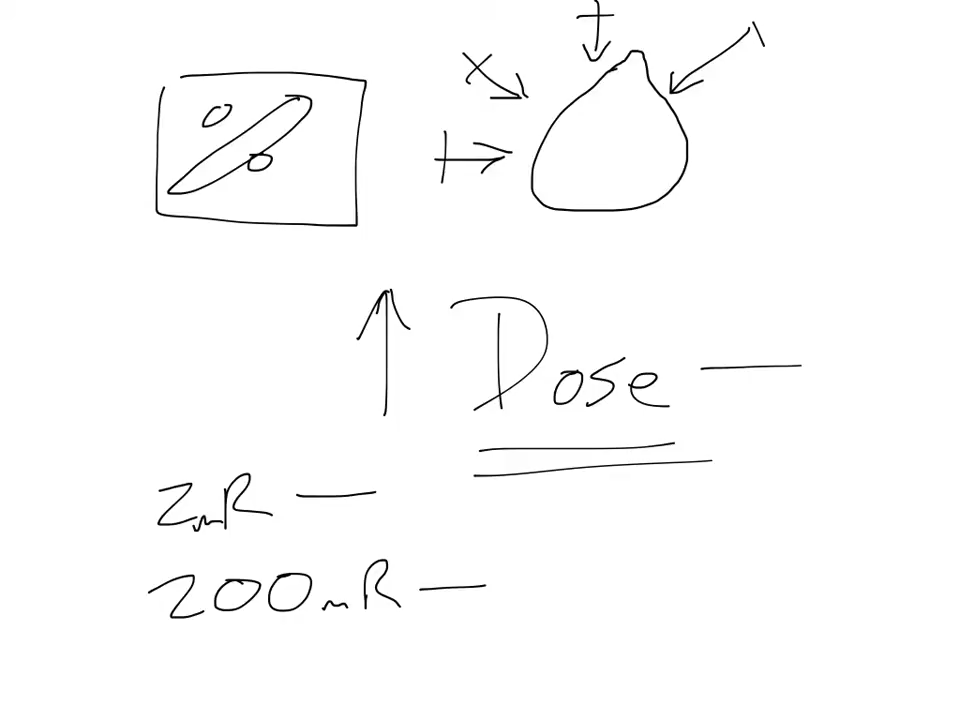 ↑ Dose —
2mR —
200mR —